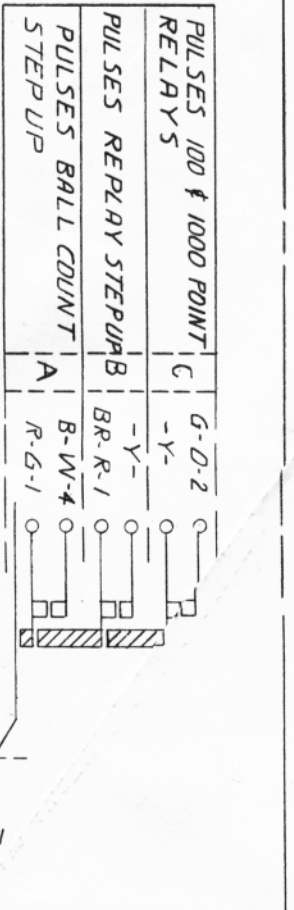 PULSES 100 & 1000 POINT
RELAYS
C
G-O-2
-Y-
PULSES REPLAY STEPUP
B
-Y-
BR-R-1
PULSES BALL COUNT
STEP UP
A
B-W-4
R-G-1